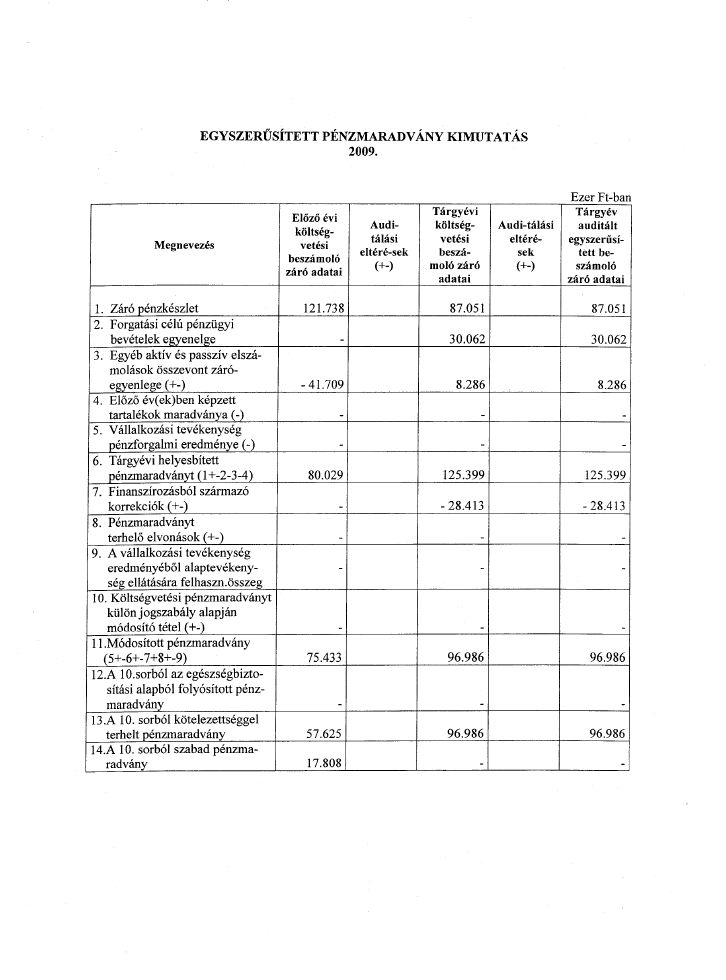 EGYSZERŰSÍTETT PÉNZMARADVÁNY KIMUTATÁS
2009.
Ezer Ft-ban
Megnevezés
Előző évi
költség-
vetési
beszámoló
záró adatai
Audi-
tálási
eltéré-sek
(+-)
Tárgyévi
költség-
vetési
beszá-
moló záró
adatai
Audi-tálási
eltéré-
sek
(+-)
Tárgyév
auditált
egyszerűsí-
tett be-
számoló
záró adatai
1. Záró pénzkészlet 121.738 87.051 87.051
2. Forgatási célú pénzügyi
bevételek egyenelge - 30.062 30.062
3. Egyéb aktív és passzív elszá-
molások összevont záró-
egyenlege (+-) - 41.709 8.286 8.286
4. Előző év(ek)ben képzett
tartalékok maradványa (-) - - -
5. Vállalkozási tevékenység
pénzforgalmi eredménye (-) - - -
6. Tárgyévi helyesbített
pénzmaradványt (1+-2-3-4) 80.029 125.399 125.399
7. Finanszírozásból származó
korrekciók (+-) - - 28.413 - 28.413
8. Pénzmaradványt
terhelő elvonások (+-) - - -
9. A vállalkozási tevékenység
eredményéből alaptevékeny- - - -
ség ellátására felhaszn.összeg
10. Költségvetési pénzmaradványt
külön jogszabály alapján
módosító tétel (+-) - - -
11.Módosított pénzmaradvány
(5+-6+-7+8+-9) 75.433 96.986 96.986
12.A 10.sorból az egészségbizto-
sítási alapból folyósított pénz-
maradvány - - -
13.A 10. sorból kötelezettséggel
terhelt pénzmaradvány 57.625 96.986 96.986
14.A 10. sorból szabad pénzma-
radvány 17.808 - -